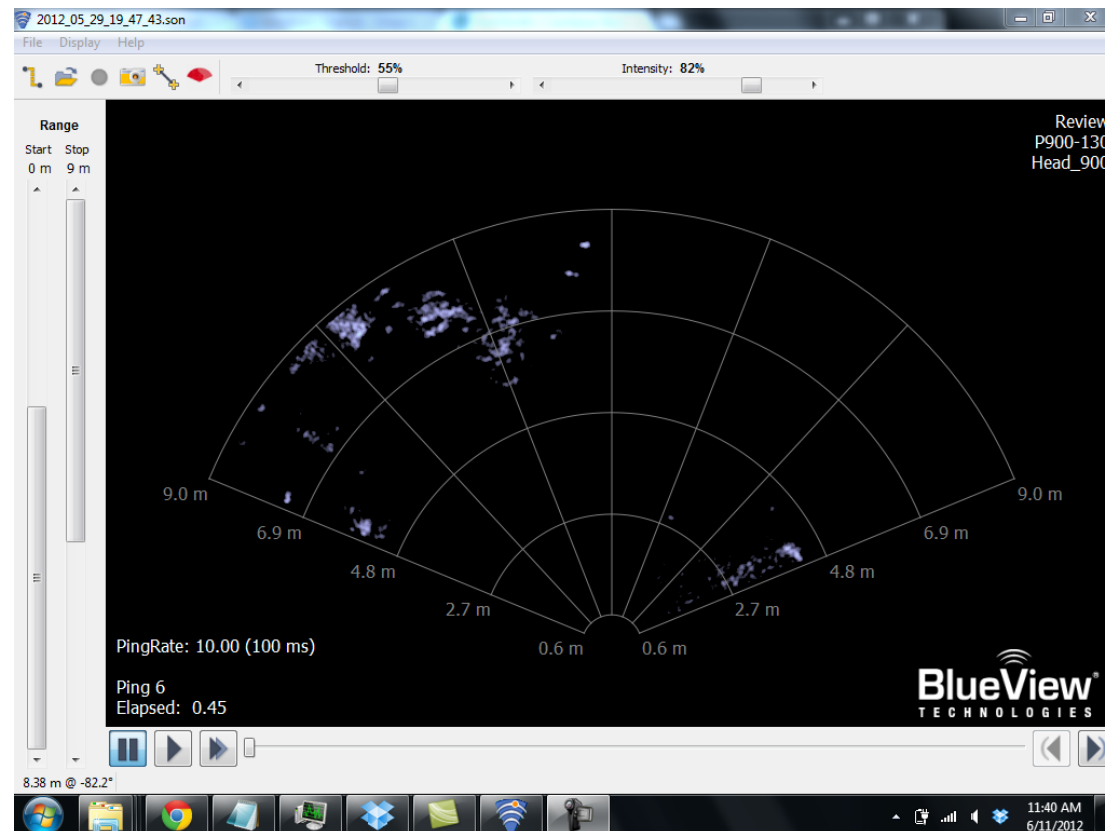 2012_05_29_19_47_43.son
File Display Help
Threshold: 55%
Intensity: 82%
Range
Start Stop
0 m 9 m
Review
P900-130
Head_900
9.0 m
9.0 m
6.9 m
6.9 m
4.8 m
4.8 m
2.7 m
2.7 m
0.6 m
0.6 m
PingRate: 10.00 (100 ms)
Ping 6
Elapsed: 0.45
BlueView
TECHNOLOGIES
8.38 m @ -82.2°
11:40 AM
6/11/2012